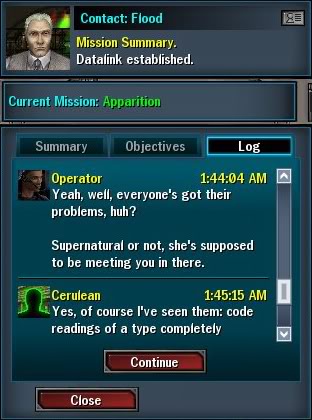 Contact: Flood
Mission Summary.
Datalink established.
Current Mission: Apparition
Summary Objectives Log
Operator 1:44:04 AM
Yeah, well, everyone's got their
problems, huh?
Supernatural or not, she's supposed
to be meeting you in there.
Cerulean 1:45:15 AM
Yes, of course I've seen them: code
readings of a type completely
Continue
Close